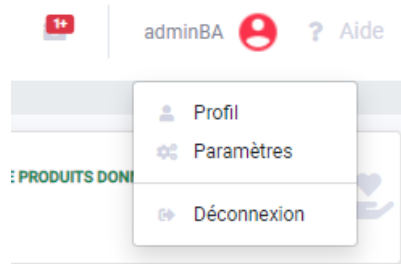 1+
adminBA
? Aide
Profil
Paramètres
E PRODUITS DON
Déconnexion